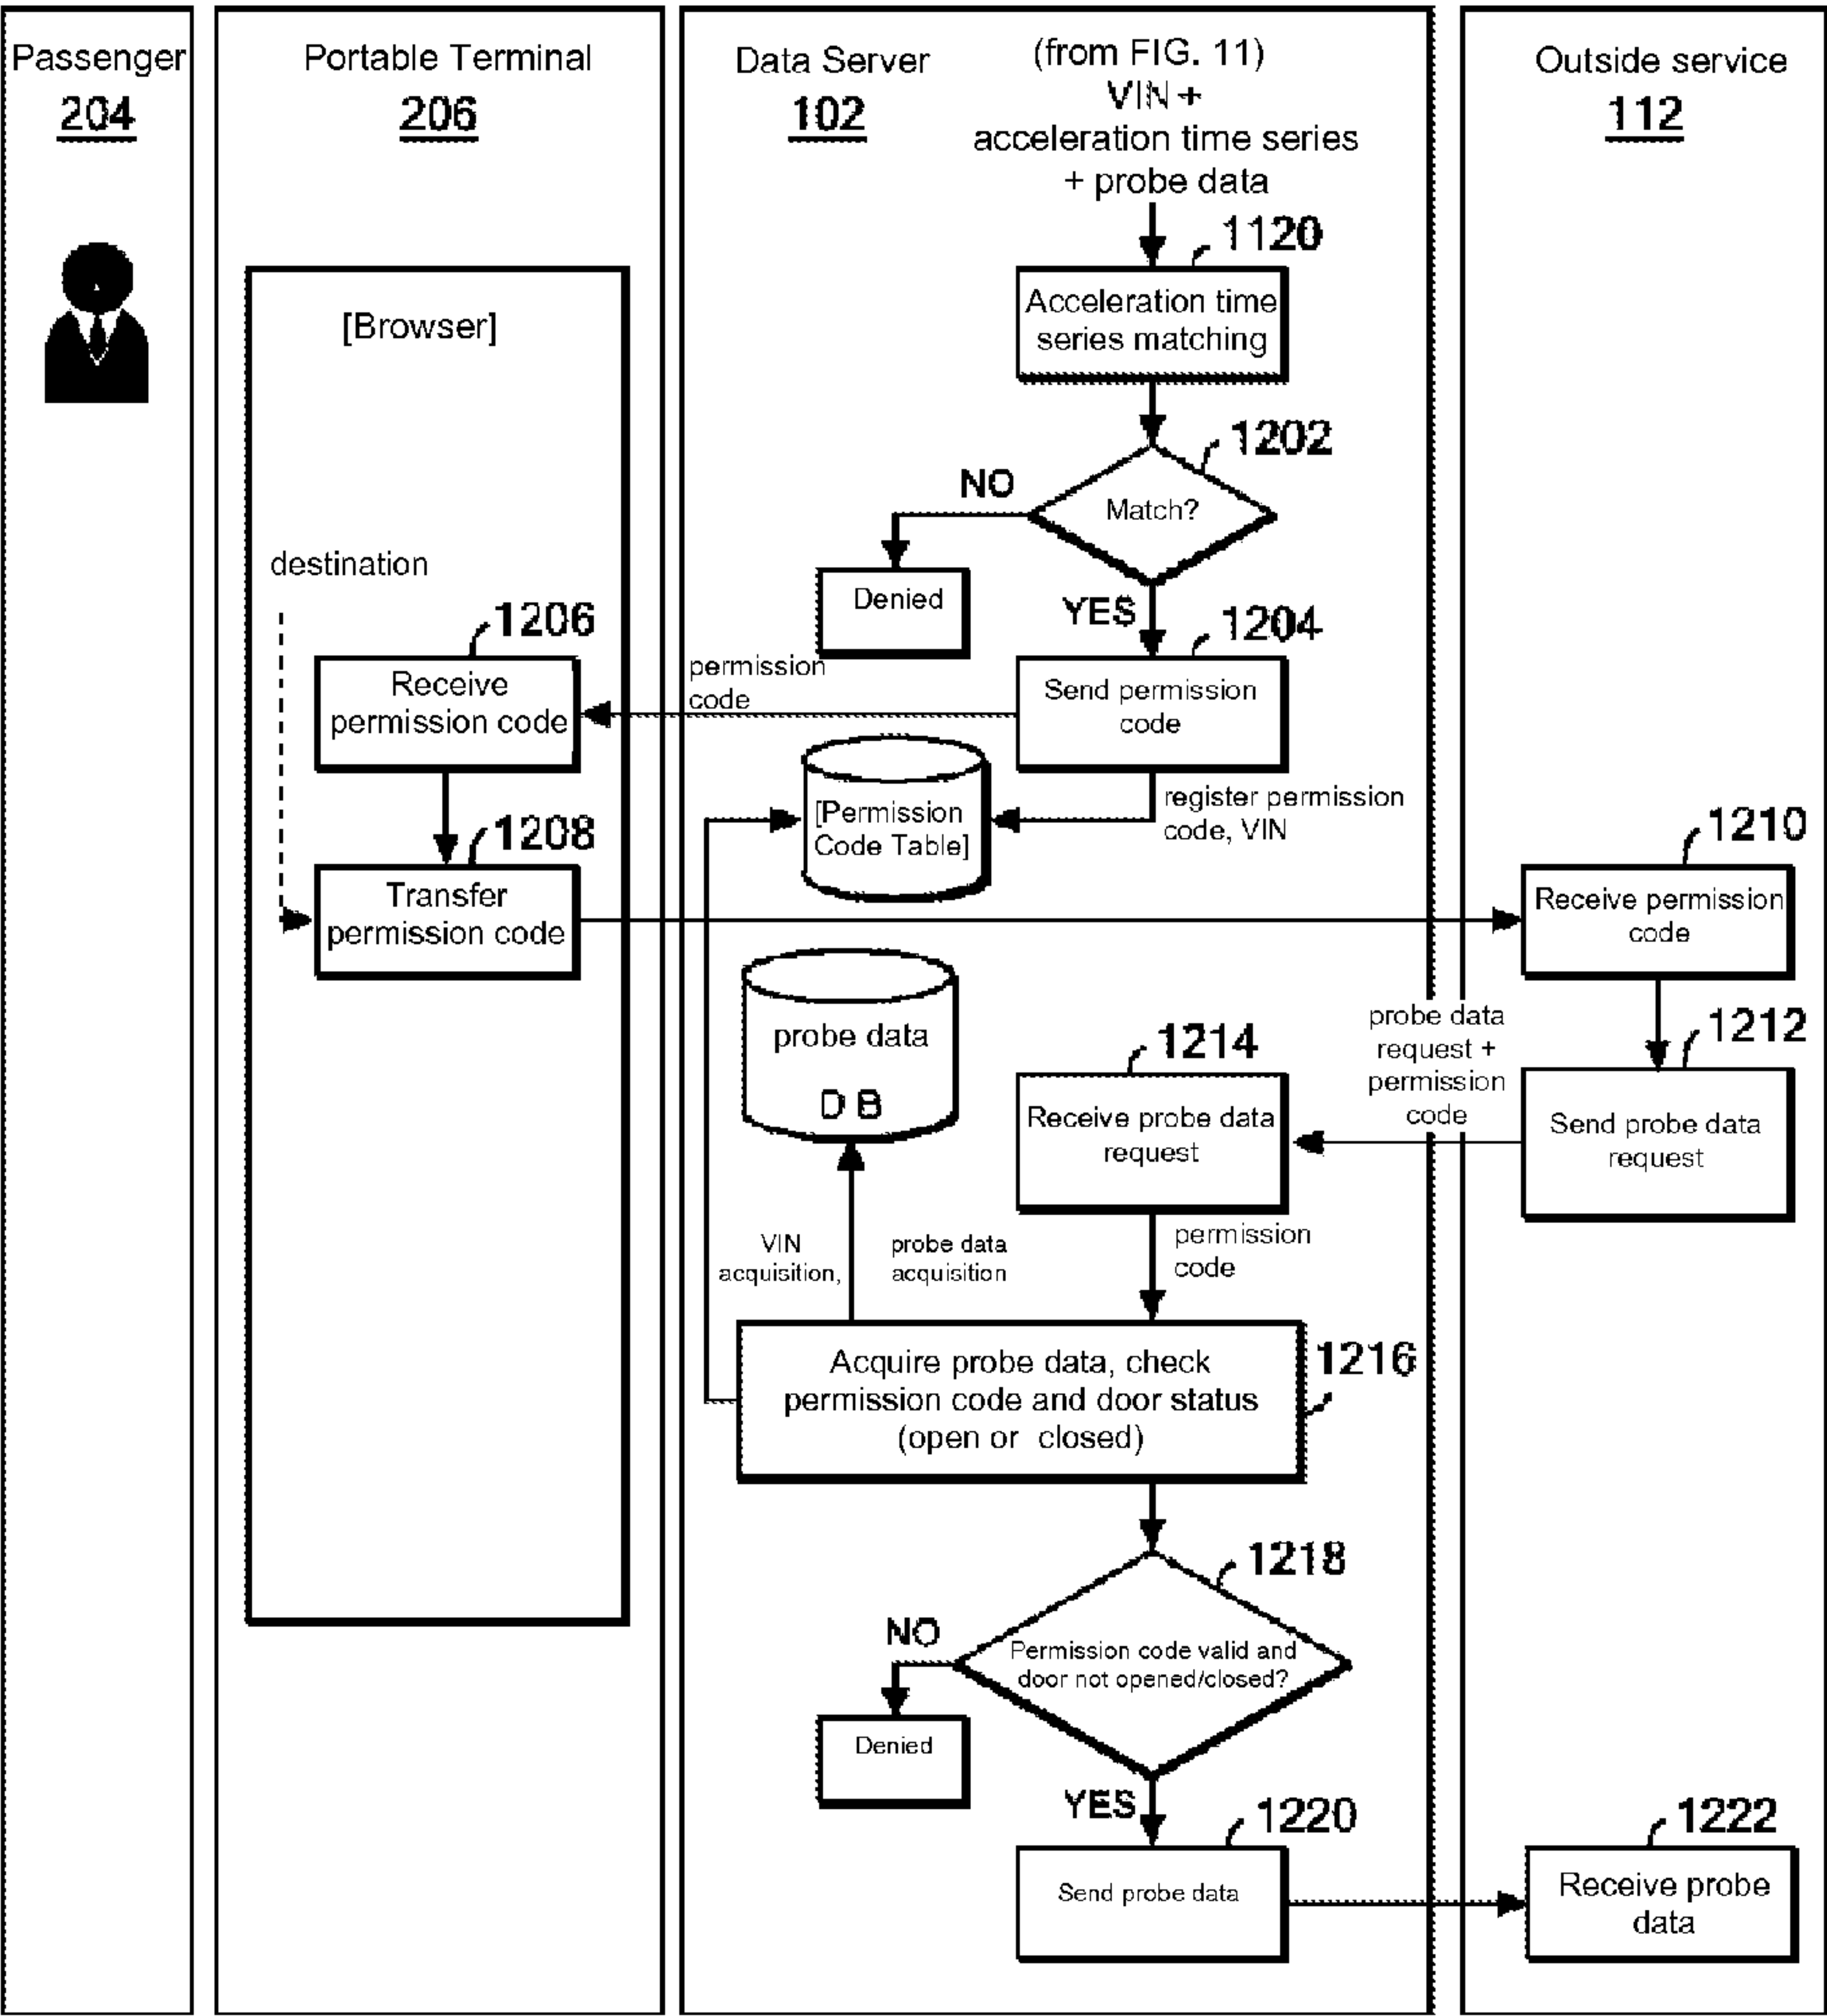 Passenger
204
Portable Terminal
206
Data Server
102
(from FIG. 11)
VIN +
acceleration time series
+ probe data
Outside service
112
1120
Acceleration time
series matching
[Browser]
1202
NO
Match?
destination
Denied
YES
1204
1206
Receive
permission code
permission
code
Send permission
code
[Permission
Code Table]
register permission
code, VIN
1208
Transfer
permission code
1210
Receive permission
code
probe data
D B
probe data
request +
permission
code
1212
Send probe data
request
1214
Receive probe data
request
VIN
acquisition,
probe data
acquisition
permission
code
Acquire probe data, check
permission code and door status
(open or closed)
1216
1218
NO
Permission code valid and
door not opened/closed?
Denied
YES
1220
Send probe data
1222
Receive probe
data